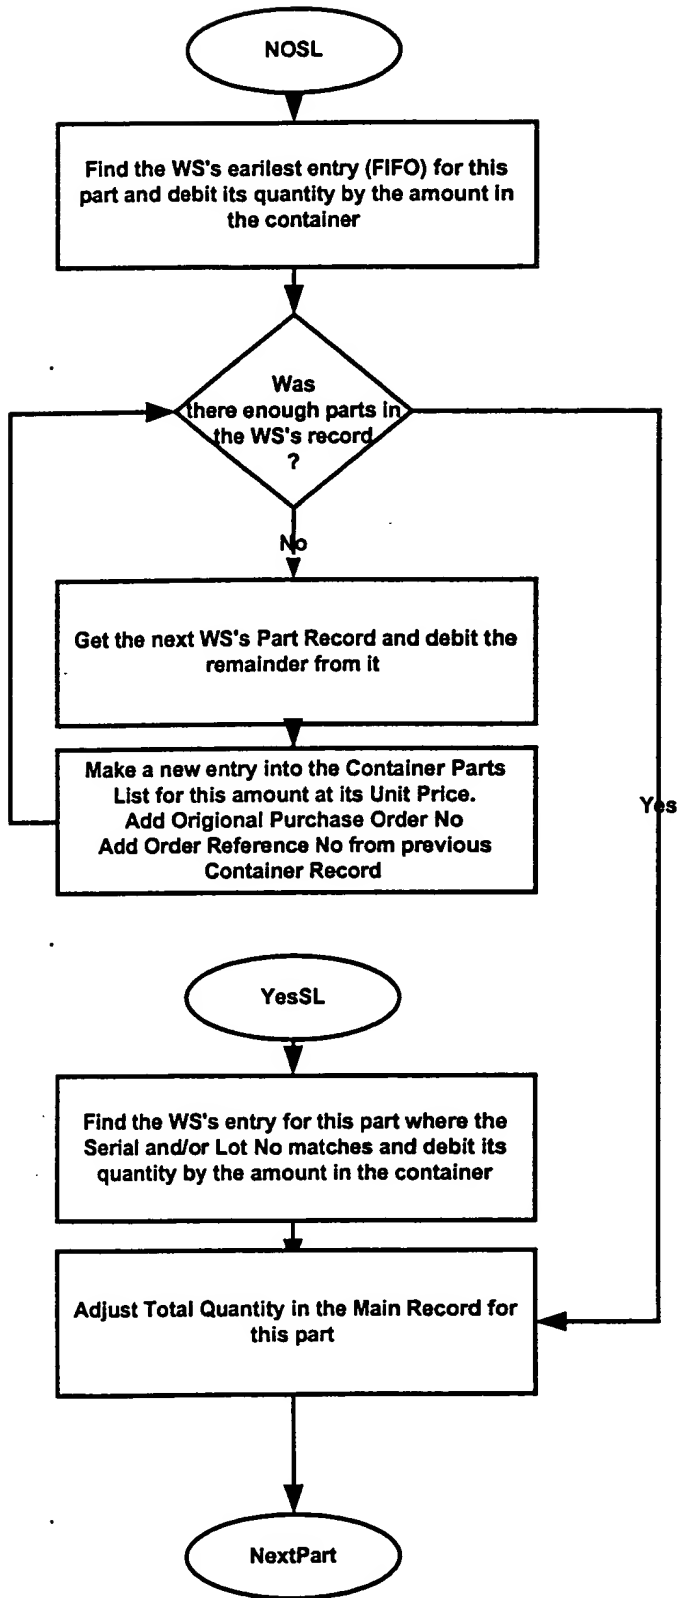 NOSL
Find the WS's earilest entry (FIFO) for this
part and debit its quantity by the amount in
the container
Was
there enough parts in
the WS's record
?
No
Get the next WS's Part Record and debit the
remainder from it
Make a new entry into the Container Parts
List for this amount at its Unit Price.
Add Origional Purchase Order No
Add Order Reference No from previous
Container Record
Yes
YesSL
Find the WS's entry for this part where the
Serial and/or Lot No matches and debit its
quantity by the amount in the container
Adjust Total Quantity in the Main Record for
this part
NextPart